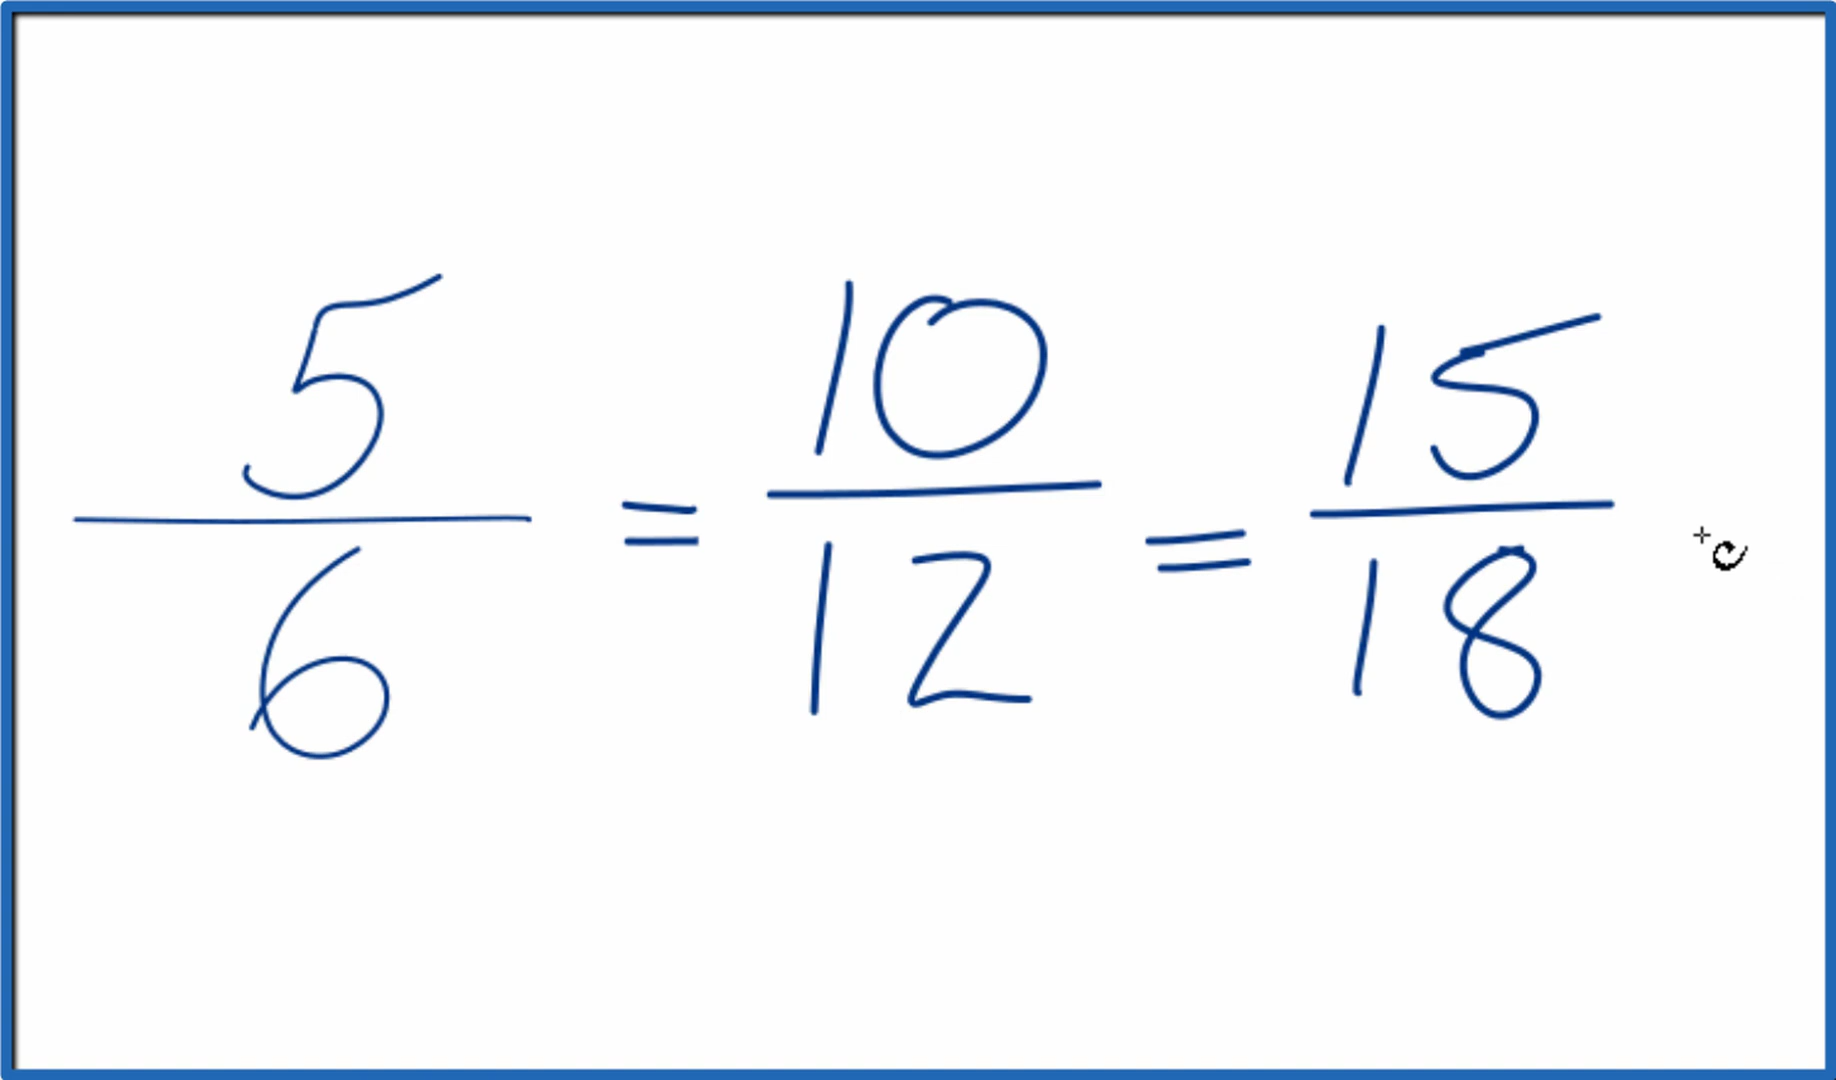 5/6 = 10/12 = 15/18